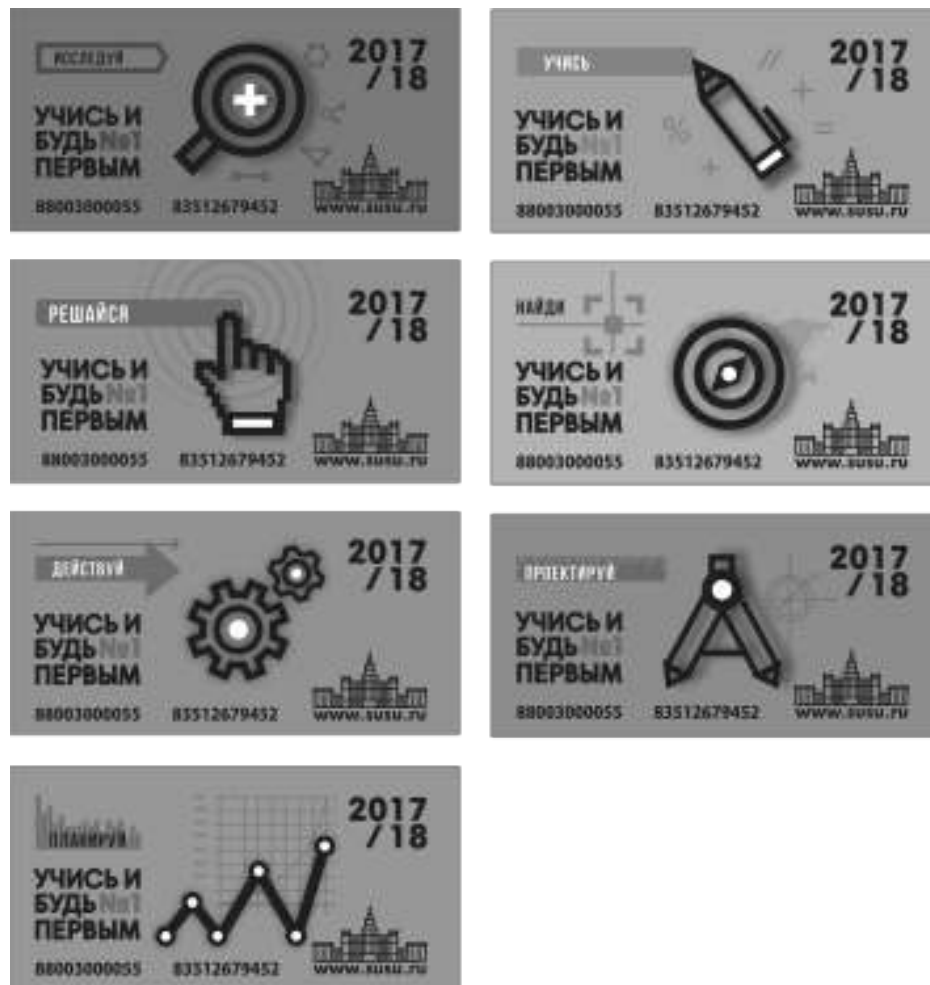 ИССЛЕДУЙ
2017
/18
УЧИСЬ И
БУДЬ №1
ПЕРВЫМ
88003000055 83512679452 www.susu.ru
УЧИСЬ
2017
/18
УЧИСЬ И
БУДЬ №1
ПЕРВЫМ
88003000055 83512679452 www.susu.ru
РЕШАЙСЯ
2017
/18
УЧИСЬ И
БУДЬ №1
ПЕРВЫМ
88003000055 83512679452 www.susu.ru
НАЙДИ
2017
/18
УЧИСЬ И
БУДЬ №1
ПЕРВЫМ
88003000055 83512679452 www.susu.ru
ДЕЙСТВУЙ
2017
/18
УЧИСЬ И
БУДЬ №1
ПЕРВЫМ
88003000055 83512679452 www.susu.ru
ПРОЕКТИРУЙ
2017
/18
УЧИСЬ И
БУДЬ №1
ПЕРВЫМ
88003000055 83512679452 www.susu.ru
ПЛАНИРУЙ
2017
/18
УЧИСЬ И
БУДЬ №1
ПЕРВЫМ
88003000055 83512679452 www.susu.ru